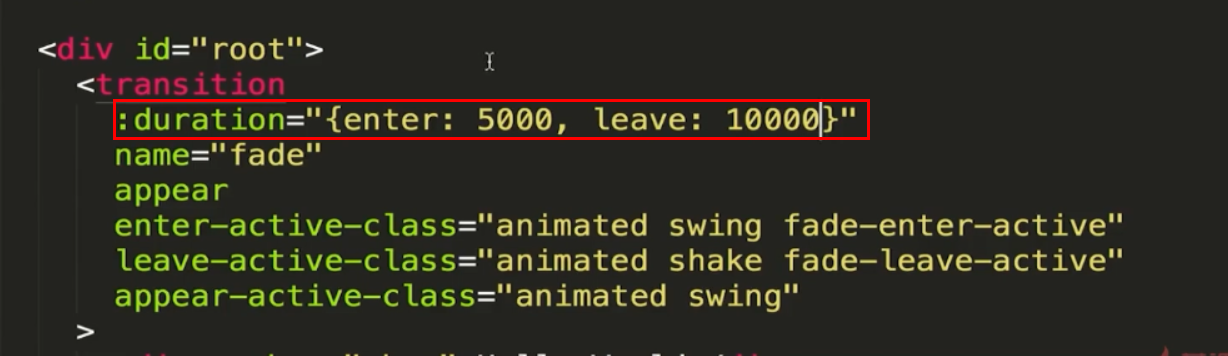 <div id="root">
<transition
:duration="{enter: 5000, leave: 10000}"
name="fade"
appear
enter-active-class="animated swing fade-enter-active"
leave-active-class="animated shake fade-leave-active"
appear-active-class="animated swing"
>